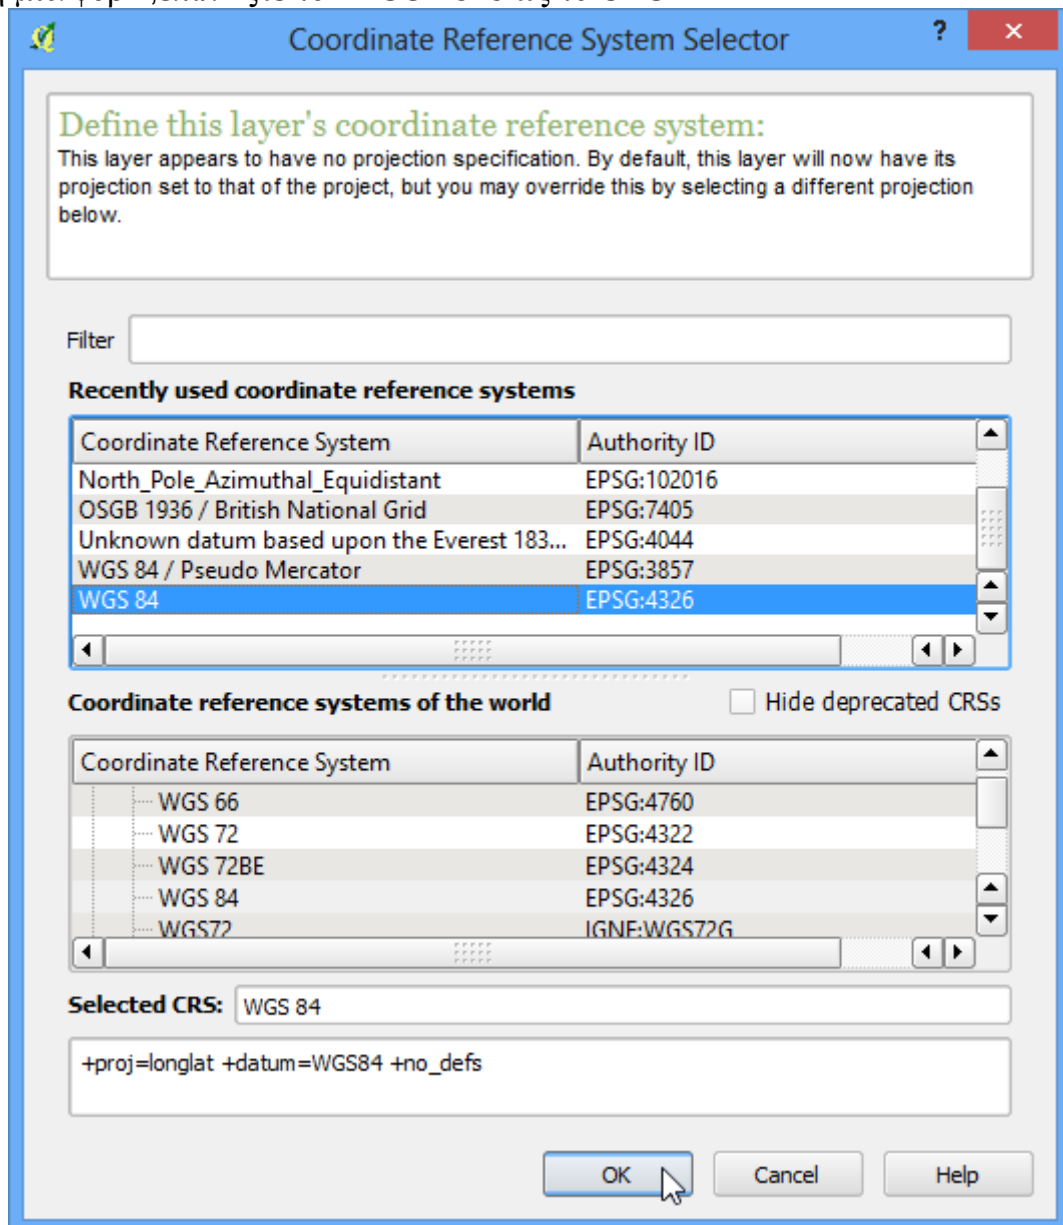 Coordinate Reference System Selector
?
×
Define this layer's coordinate reference system:
This layer appears to have no projection specification. By default, this layer will now have its
projection set to that of the project, but you may override this by selecting a different projection
below.
Filter
Recently used coordinate reference systems
Coordinate Reference System Authority ID
North_Pole_Azimuthal_Equidistant EPSG:102016
OSGB 1936 / British National Grid EPSG:7405
Unknown datum based upon the Everest 183... EPSG:4044
WGS 84 / Pseudo Mercator EPSG:3857
WGS 84 EPSG:4326
Coordinate reference systems of the world Hide deprecated CRSs
Coordinate Reference System Authority ID
WGS 66 EPSG:4760
WGS 72 EPSG:4322
WGS 72BE EPSG:4324
WGS 84 EPSG:4326
WGS72 IGNF:WGS72G
Selected CRS: WGS 84
+proj=longlat +datum=WGS84 +no_defs
OK Cancel Help